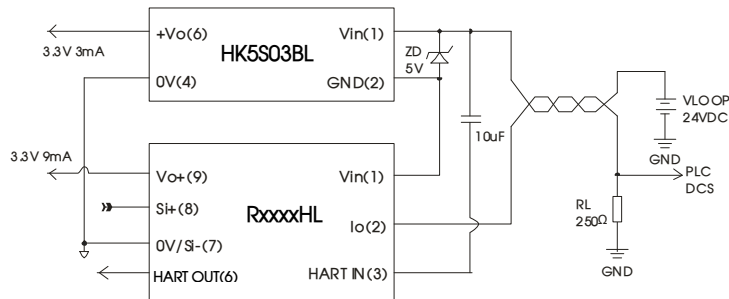 +Vo(6)
Vin(1)
HK5S03BL
3.3V 3mA
0V(4)
GND(2)
ZD
5V
10uF
VLOOP
24VDC
GND
3.3V 9mA
Vo+(9)
Vin(1)
PLC
DCS
Si+(8)
RxxxxHL
Io(2)
RL
250Ω
0V/Si-(7)
HART OUT(6)
HART IN(3)
GND